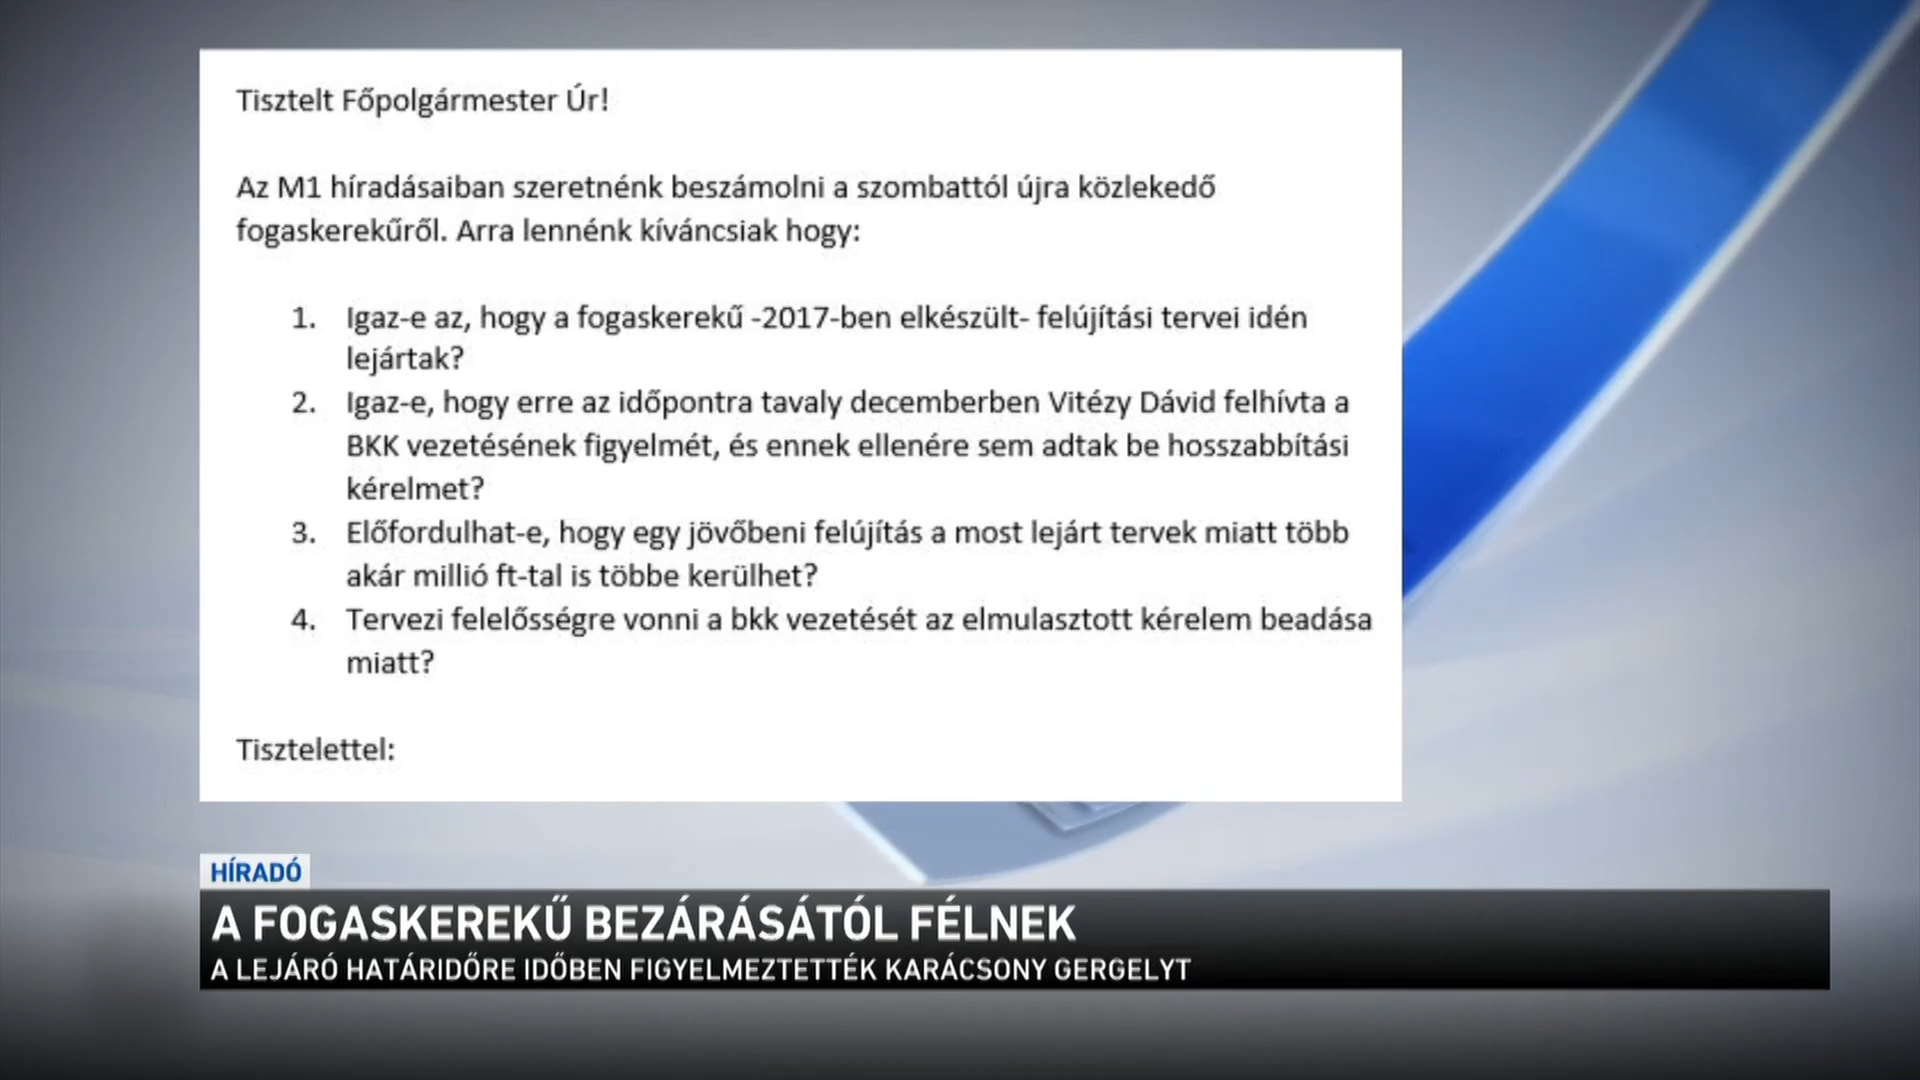 Tisztelt Főpolgármester Úr!
Az M1 híradásaiban szeretnénk beszámolni a szombattól újra közlekedő
fogaskerekűről. Arra lennénk kíváncsiak hogy:
1. Igaz-e az, hogy a fogaskerekű -2017-ben elkészült- felújítási tervei idén
lejártak?
2. Igaz-e, hogy erre az időpontra tavaly decemberben Vitézy Dávid felhívta a
BKK vezetésének figyelmét, és ennek ellenére sem adtak be hosszabbítási
kérelmet?
3. Előfordulhat-e, hogy egy jövőbeni felújítás a most lejárt tervek miatt több
akár millió ft-tal is többe kerülhet?
4. Tervezi felelősségre vonni a bkk vezetését az elmulasztott kérelem beadása
miatt?
Tisztelettel:
HÍRADÓ
A FOGASKEREKŰ BEZÁRÁSÁTÓL FÉLNEK
A LEJÁRÓ HATÁRIDŐRE IDŐBEN FIGYELMEZTETTÉK KARÁCSONY GERGELYT